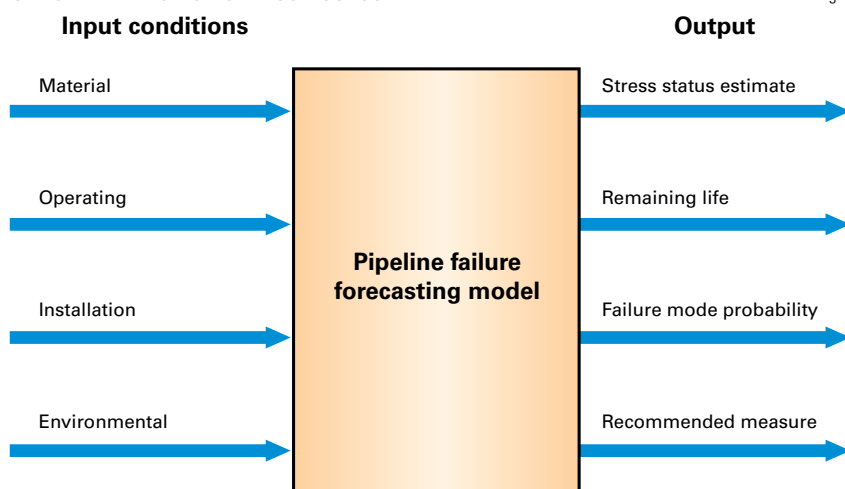 Input conditions
Output
Material
Stress status estimate
Operating
Remaining life
Pipeline failure
forecasting model
Installation
Failure mode probability
Environmental
Recommended measure